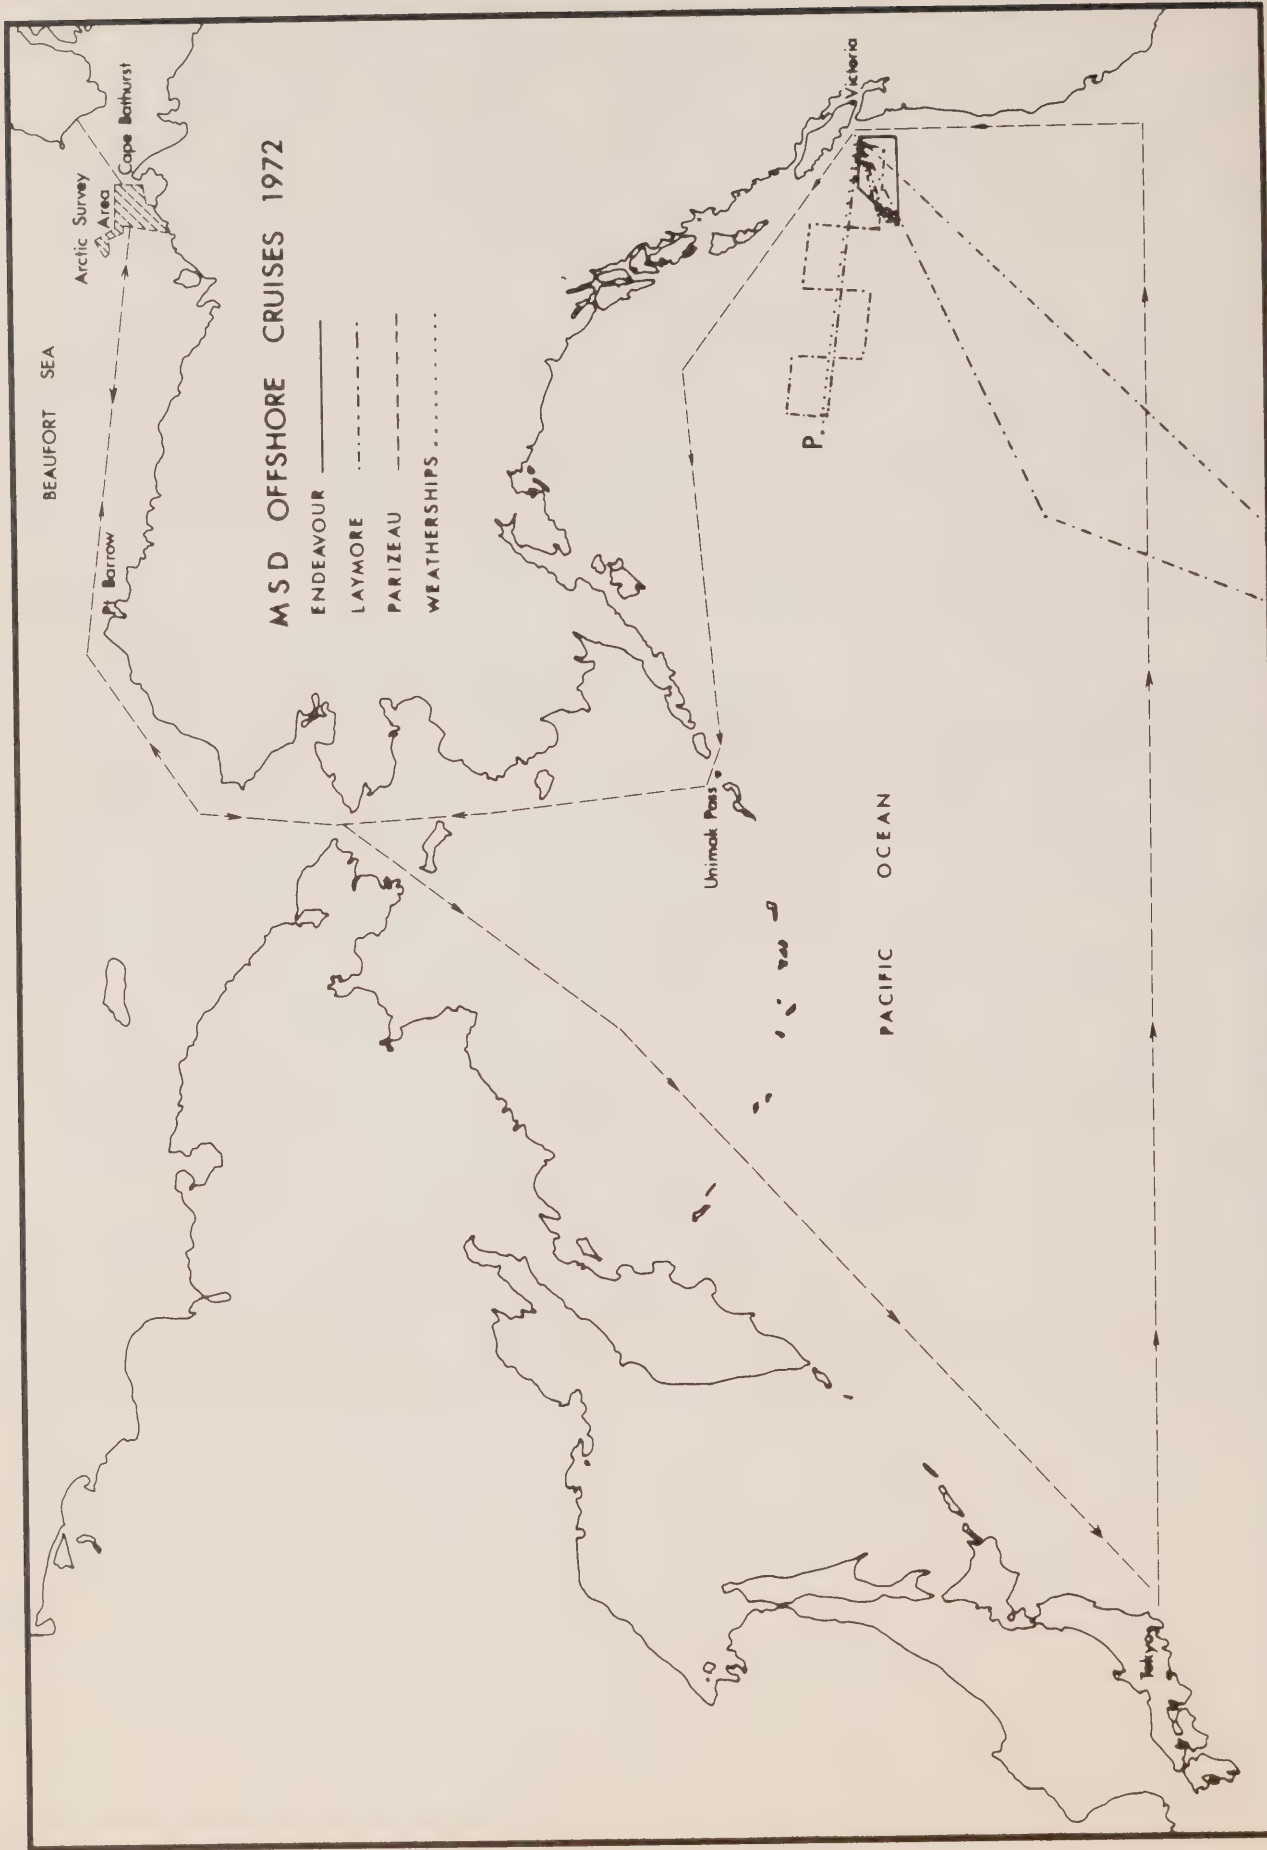 MSD OFFSHORE CRUISES 1972
ENDEAVOUR
LAYMORE
PARIZEAU
WEATHERSHIPS
BEAUFORT SEA
Arctic Survey
Area
Cape Bathurst
Pt Barrow
Unimak Pass
Victoria
P.
PACIFIC OCEAN
Tokyo